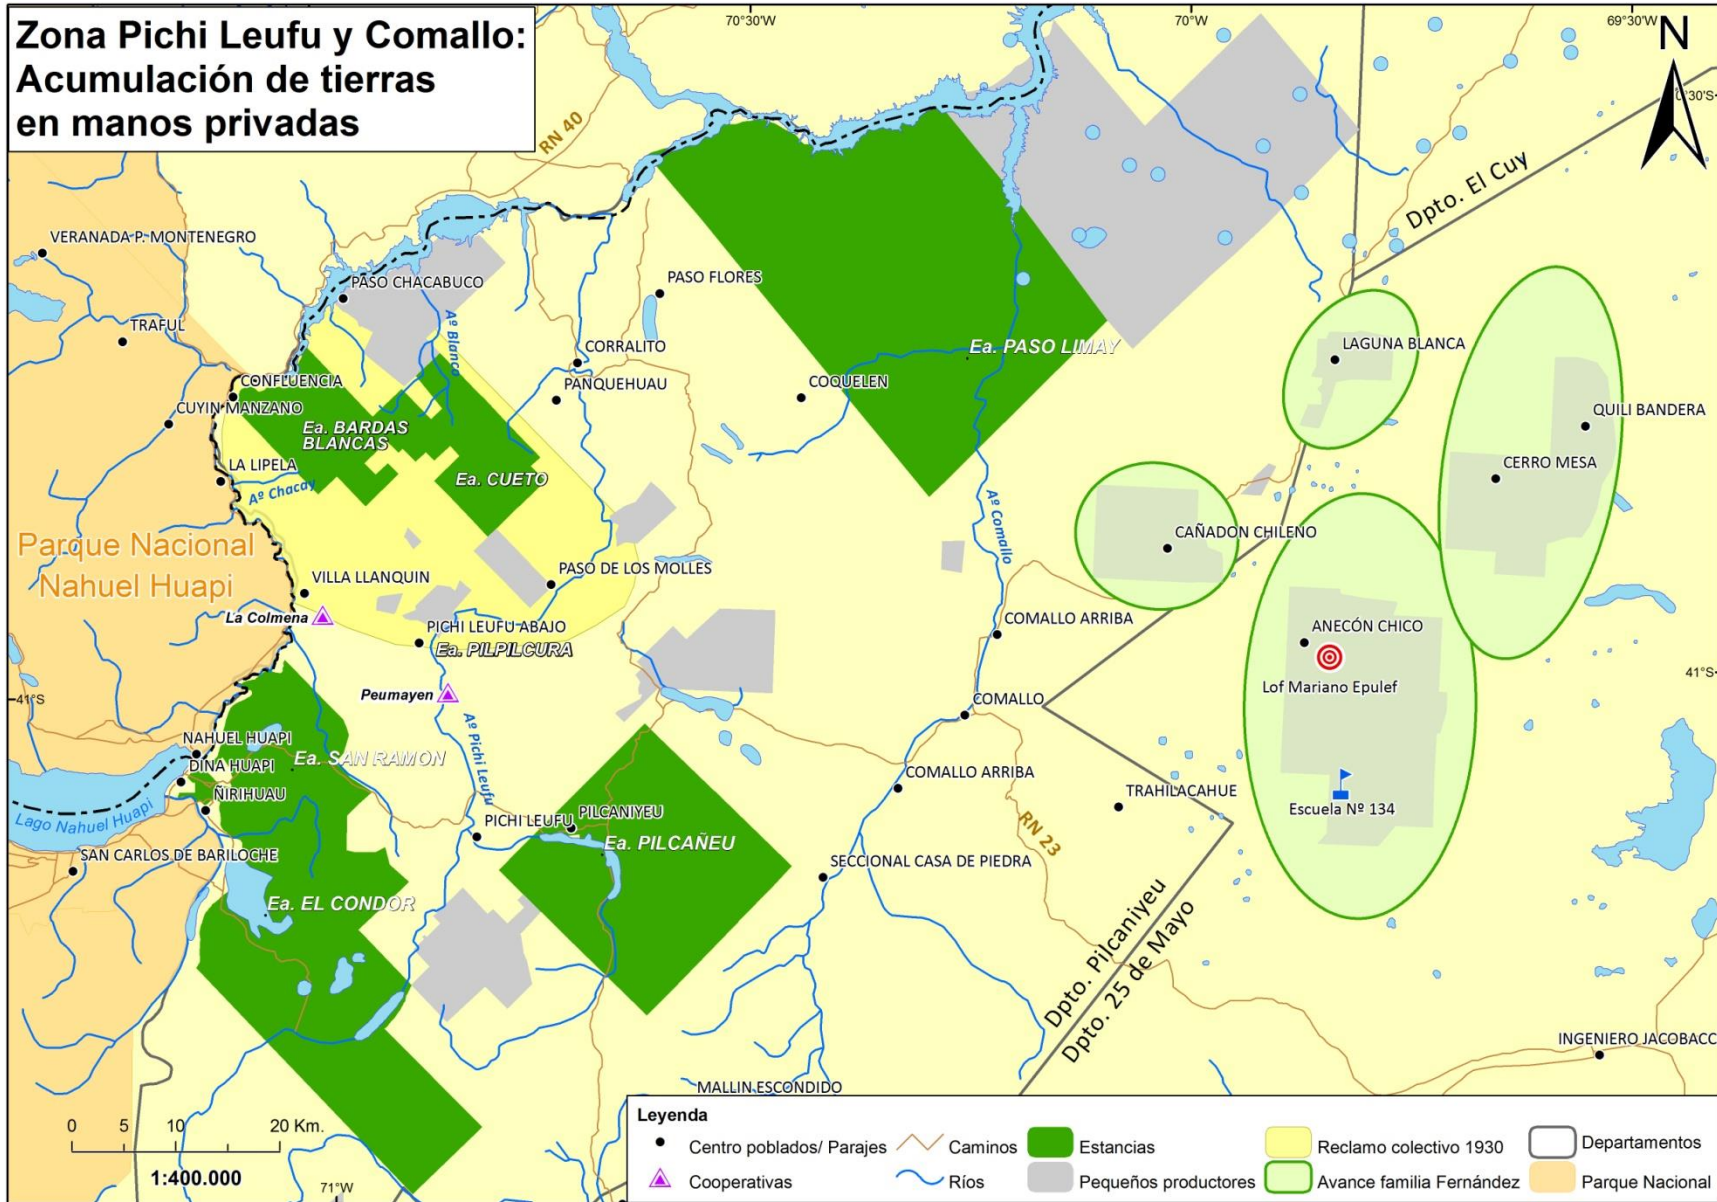 Zona Pichi Leufu y Comallo:
Acumulación de tierras
en manos privadas
70°30'W
70°W
69°30'W
N
0°30'S
RN 40
Dpto. El Cuy
VERANADA P. MONTENEGRO
PASO CHACABUCO
PASO FLORES
TRAFUL
Aº Blanco
CORRALITO
Ea. PASO LIMAY
LAGUNA BLANCA
CONFLUENCIA
PANQUEHUAU
COQUELEN
CUYIN MANZANO
QUILI BANDERA
Ea. BARDAS
BLANCAS
LA LIPELA
Ea. CUETO
CERRO MESA
Aº Chacay
Aº Comallo
CAÑADON CHILENO
Parque Nacional
Nahuel Huapi
VILLA LLANQUIN
PASO DE LOS MOLLES
La Colmena
PICHI LEUFU ABAJO
COMALLO ARRIBA
ANECÓN CHICO
Ea. PILPILCURA
41°S
41°S
Lof Mariano Epulef
Peumayen
COMALLO
Aº Pichi Leufu
NAHUEL HUAPI
Ea. SAN RAMON
DINA HUAPI
COMALLO ARRIBA
ÑIRIHUAU
TRAHILACAHUE
Escuela Nº 134
Lago Nahuel Huapi
PICHI LEUFU
PILCANIYEU
RN 23
Ea. PILCAÑEU
SAN CARLOS DE BARILOCHE
SECCIONAL CASA DE PIEDRA
Ea. EL CONDOR
Dpto. Pilcaniyeu
Dpto. 25 de Mayo
INGENIERO JACOBACC
MALLIN ESCONDIDO
0 5 10 20 Km.
1:400.000
71°W
Leyenda
Centro poblados/ Parajes
Caminos
Estancias
Reclamo colectivo 1930
Departamentos
Cooperativas
Ríos
Pequeños productores
Avance familia Fernández
Parque Nacional